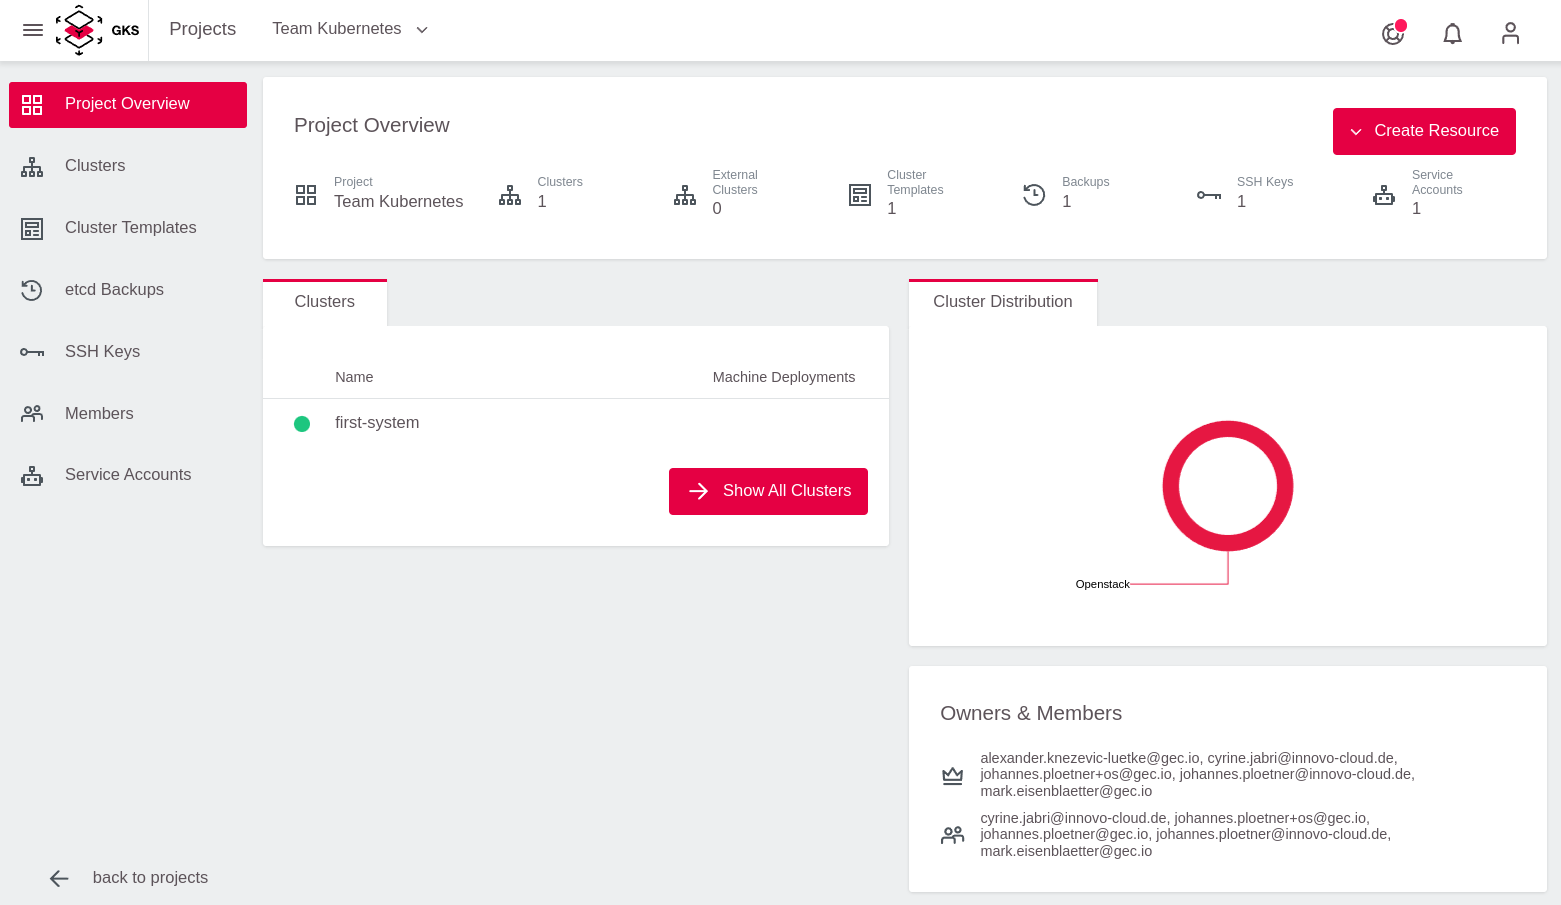 GKS
Projects
Team Kubernetes
Project Overview
Clusters
Cluster Templates
etcd Backups
SSH Keys
Members
Service Accounts
back to projects
Project Overview
Create Resource
Project
Team Kubernetes
Clusters
1
External
Clusters
0
Cluster
Templates
1
Backups
1
SSH Keys
1
Service
Accounts
1
Clusters
Name
Machine Deployments
first-system
Show All Clusters
Cluster Distribution
Openstack
Owners & Members
alexander.knezevic-luetke@gec.io, cyrine.jabri@innovo-cloud.de,
johannes.ploetner+os@gec.io, johannes.ploetner@innovo-cloud.de,
mark.eisenblaetter@gec.io
cyrine.jabri@innovo-cloud.de, johannes.ploetner+os@gec.io,
johannes.ploetner@gec.io, johannes.ploetner@innovo-cloud.de,
mark.eisenblaetter@gec.io